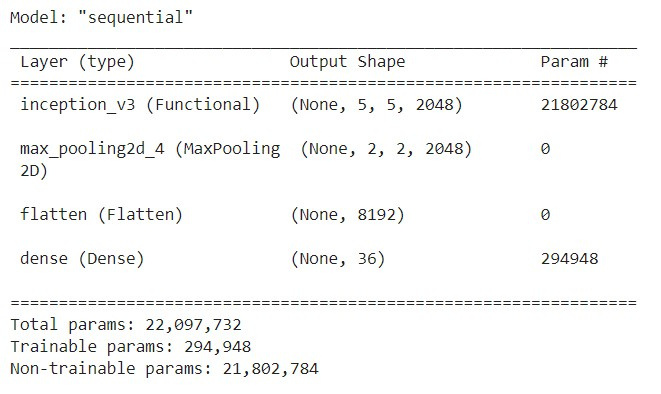 Model: "sequential"
Layer (type) Output Shape Param #
inception_v3 (Functional) (None, 5, 5, 2048) 21802784
max_pooling2d_4 (MaxPooling (None, 2, 2, 2048) 0
2D)
flatten (Flatten) (None, 8192) 0
dense (Dense) (None, 36) 294948
Total params: 22,097,732
Trainable params: 294,948
Non-trainable params: 21,802,784